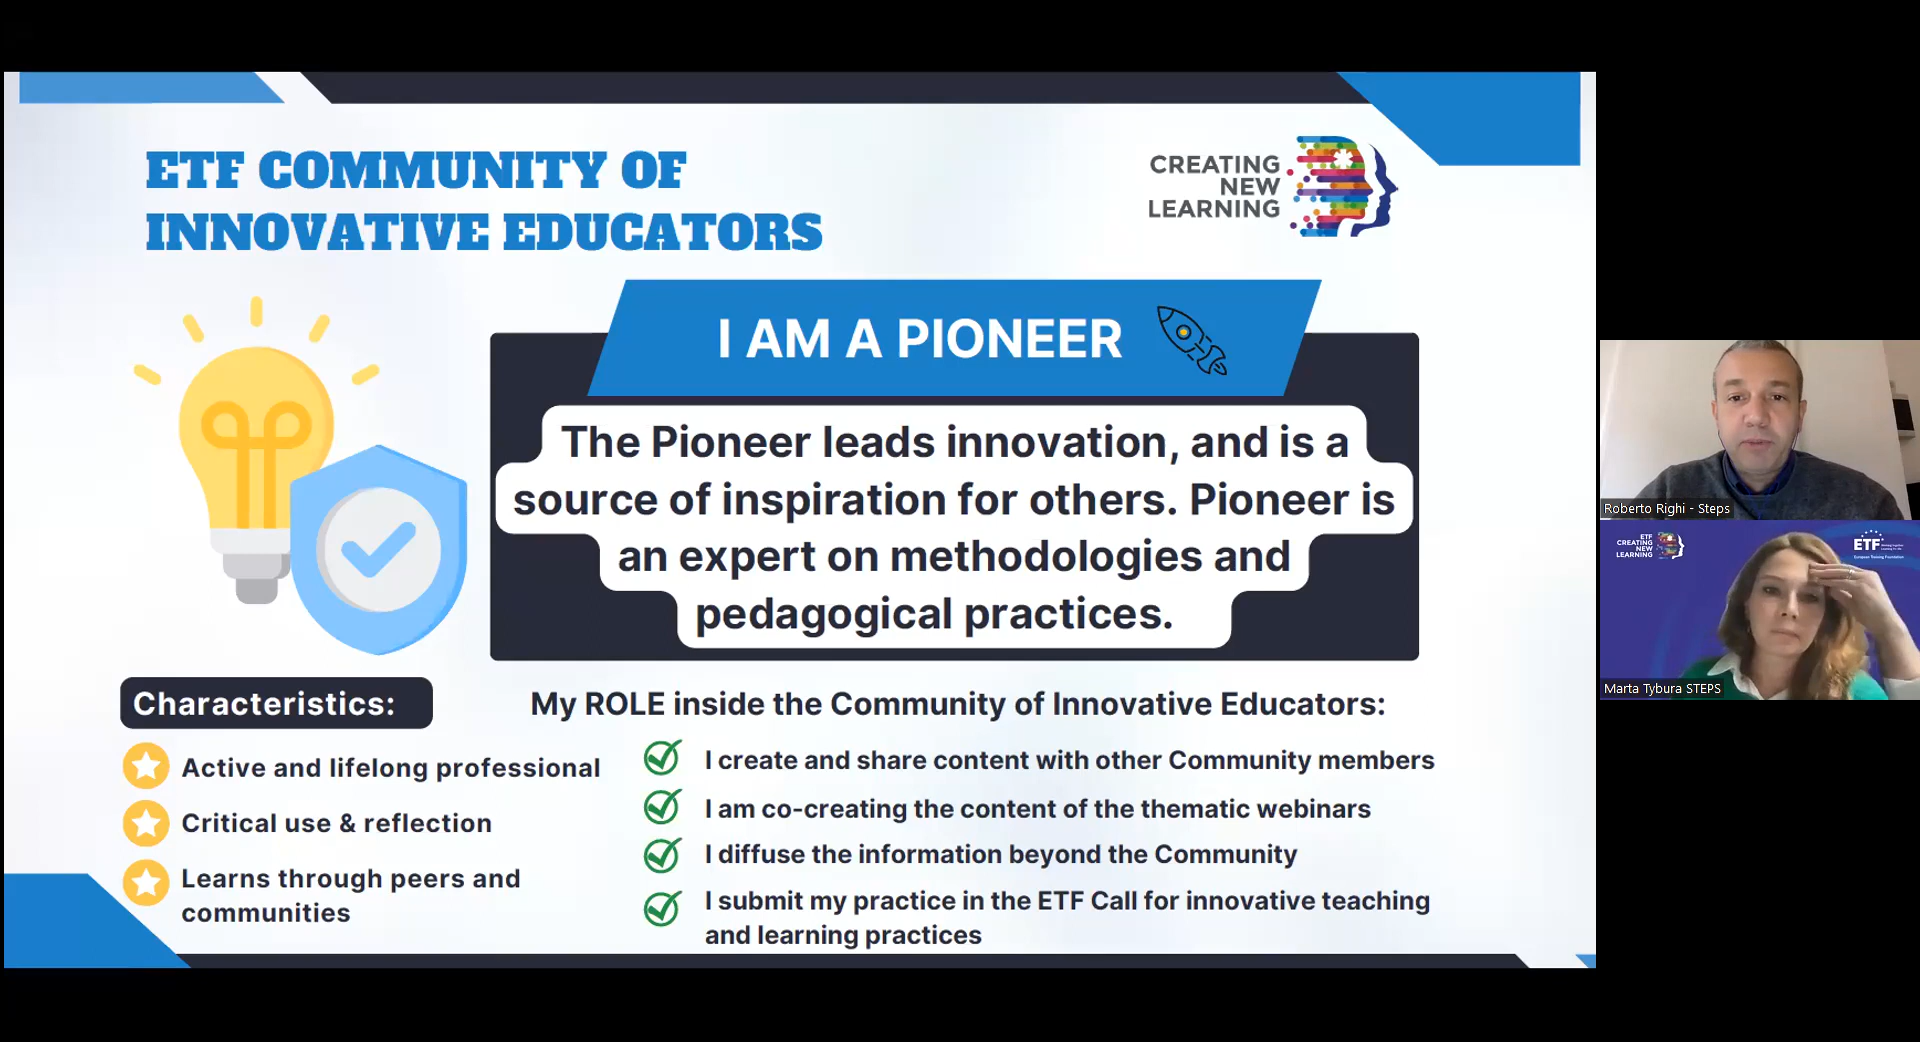 ETF COMMUNITY OF
INNOVATIVE EDUCATORS
CREATING
NEW
LEARNING
I AM A PIONEER
The Pioneer leads innovation, and is a
source of inspiration for others. Pioneer is
an expert on methodologies and
pedagogical practices.
Characteristics:
Active and lifelong professional
Critical use & reflection
Learns through peers and
communities
My ROLE inside the Community of Innovative Educators:
I create and share content with other Community members
I am co-creating the content of the thematic webinars
I diffuse the information beyond the Community
I submit my practice in the ETF Call for innovative teaching
and learning practices
Roberto Righi - Steps
ETF
CREATING
NEW
LEARNING
ETF
European Training Foundation
Marta Tybura STEPS